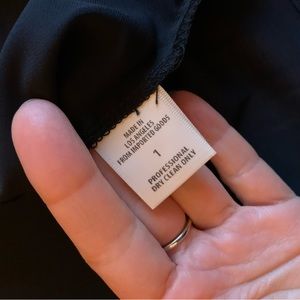 MADE IN
LOS ANGELES
FROM IMPORTED GOODS
1
PROFESSIONAL
DRY CLEAN ONLY